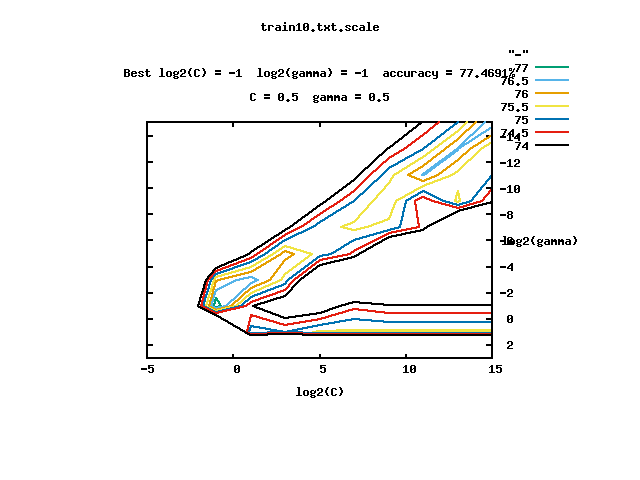 train10.txt.scale
"-"
Best log2(C) = -1 log2(gamma) = -1 accuracy = 77.4691%
77
76.5
C = 0.5 gamma = 0.5
76
75.5
75
74.5
74
-14
-12
-10
-8
-6
log2(gamma)
-4
-2
0
2
-5 0 5 10 15
log2(C)